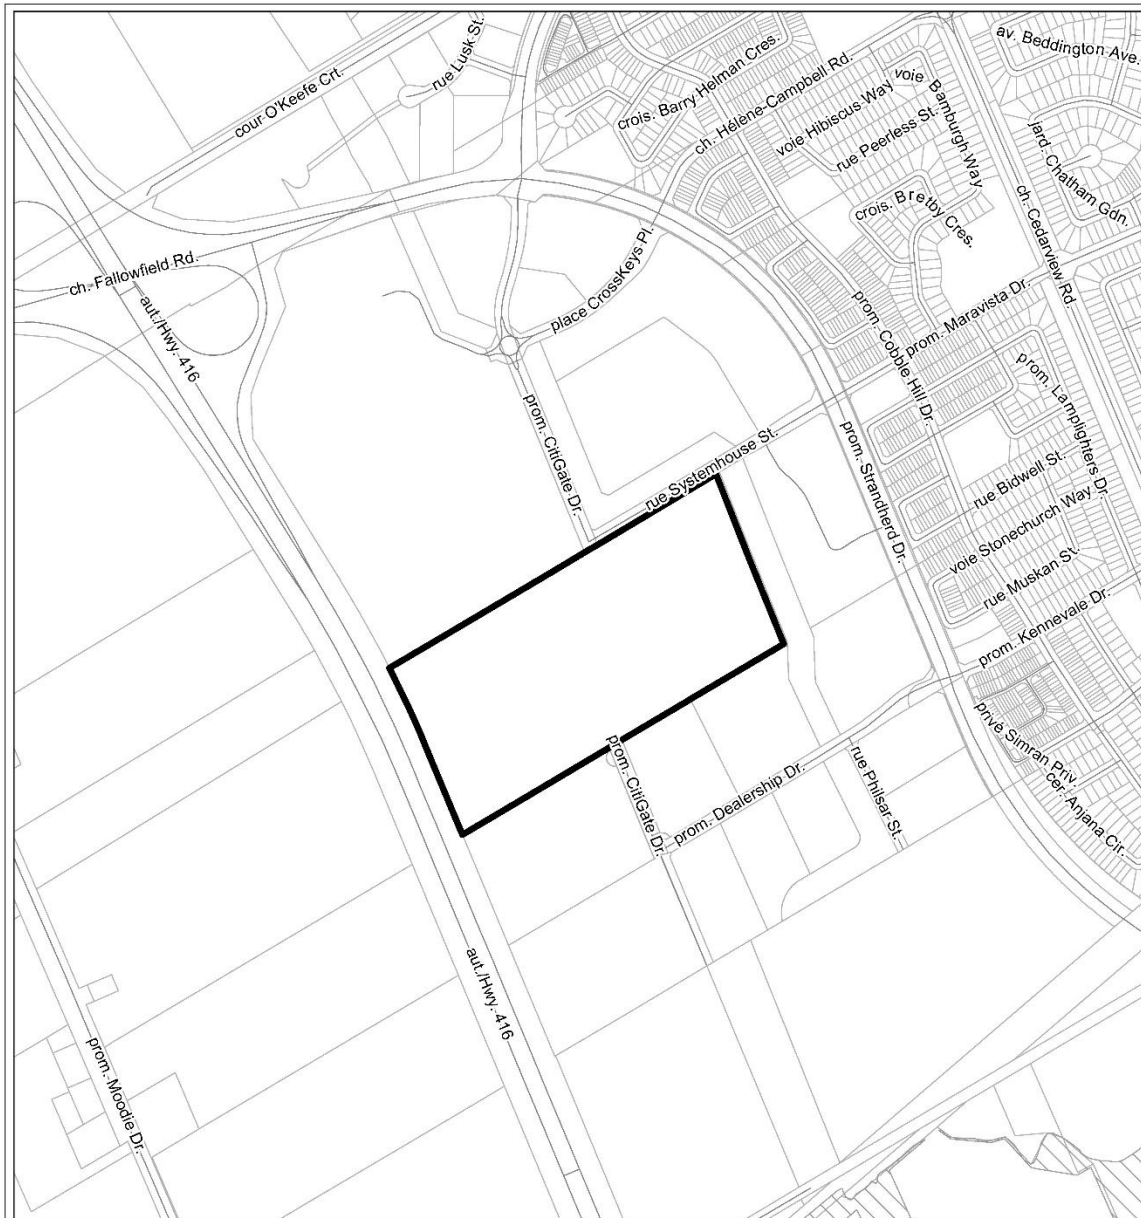 av. Beddington Ave.
rue Lusk St.
crois. Barry Helman Cres.
ch. Hélène-Campbell Rd.
voie
Bamburgh Way
voie Hibiscus Way
cour O'Keefe Crt.
rue Peerless St.
jard. Chatham Gdn.
crois. Bretby Cres.
ch. Cedarview Rd.
ch. Fallowfield Rd.
place CrossKeys Pl.
prom. Maravista Dr.
aut./Hwy. 416
prom. Cobble Hill Dr.
prom. Lamplighters Dr.
prom. CitiGate Dr.
rue Systemhouse St.
prom. Strandherd Dr.
rue Bidwell St.
voie Stonechurch Way
rue Muskan St.
prom. Kennevale Dr.
privé Simran Priv.
cer. Anjana Cir.
prom. CitiGate Dr.
prom. Dealership Dr.
rue Philsar St.
aut./Hwy. 416
prom. Moodie Dr.